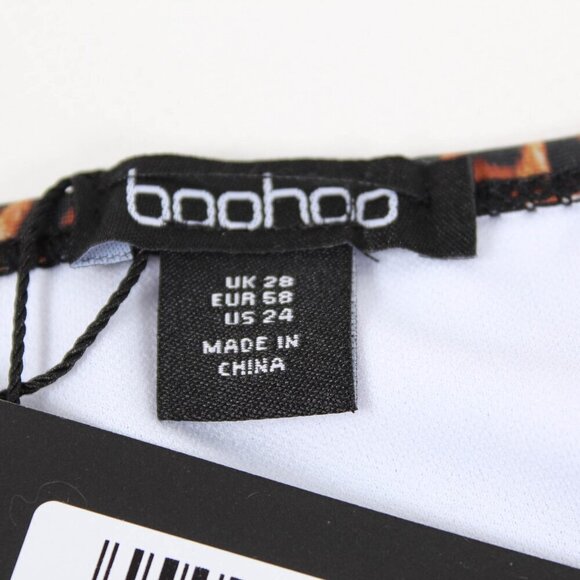 boohoo
UK 28
EUR 58
US 24
MADE IN
CHINA